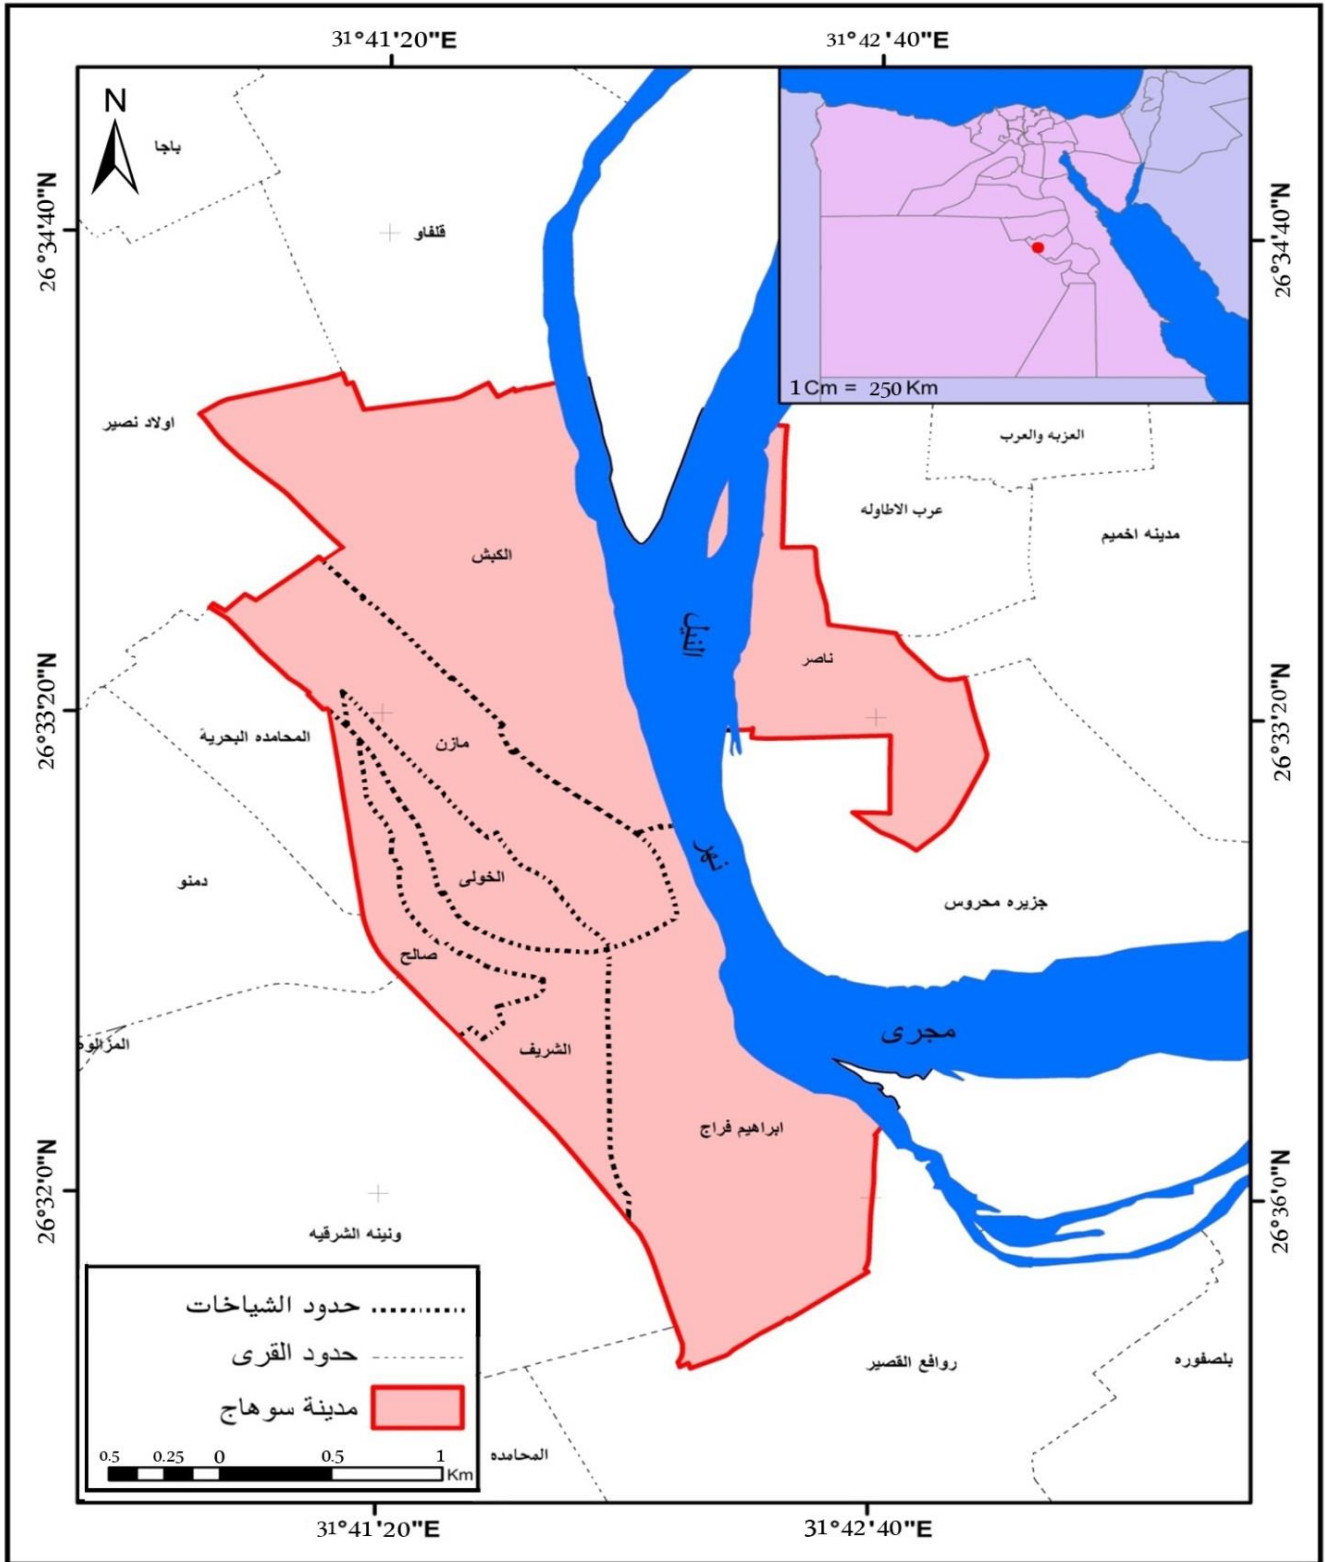 31°41'20"E
31°42'40"E
N
26°34'40"N
26°34'40"N
باجا
قلفاو
1 Cm = 250 Km
اولاد نصير
العزبه والعرب
عرب الاطاوله
مدينه اخميم
الكبش
النيل
ناصر
26°33'20"N
26°33'20"N
المحامده البحرية
مازن
نهر
الخولى
دمنو
جزيره محروس
صالح
مجرى
المزالوه
الشريف
ابراهيم فراج
26°32'0"N
26°36'0"N
ونينه الشرقيه
روافع القصير
بلصفوره
المحامده
حدود الشياخات
حدود القرى
مدينة سوهاج
0.5 0.25 0 0.5 1
Km
31°41'20"E
31°42'40"E